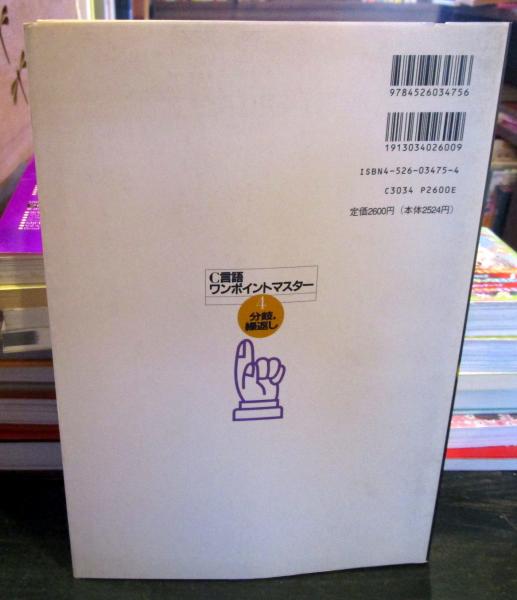 9784526034756
1913034026009
ISBN4-526-03475-4
C3034 P2600E
定価2600円（本体2524円）
C言語
ワンポイントマスター
4
分岐,
繰返し